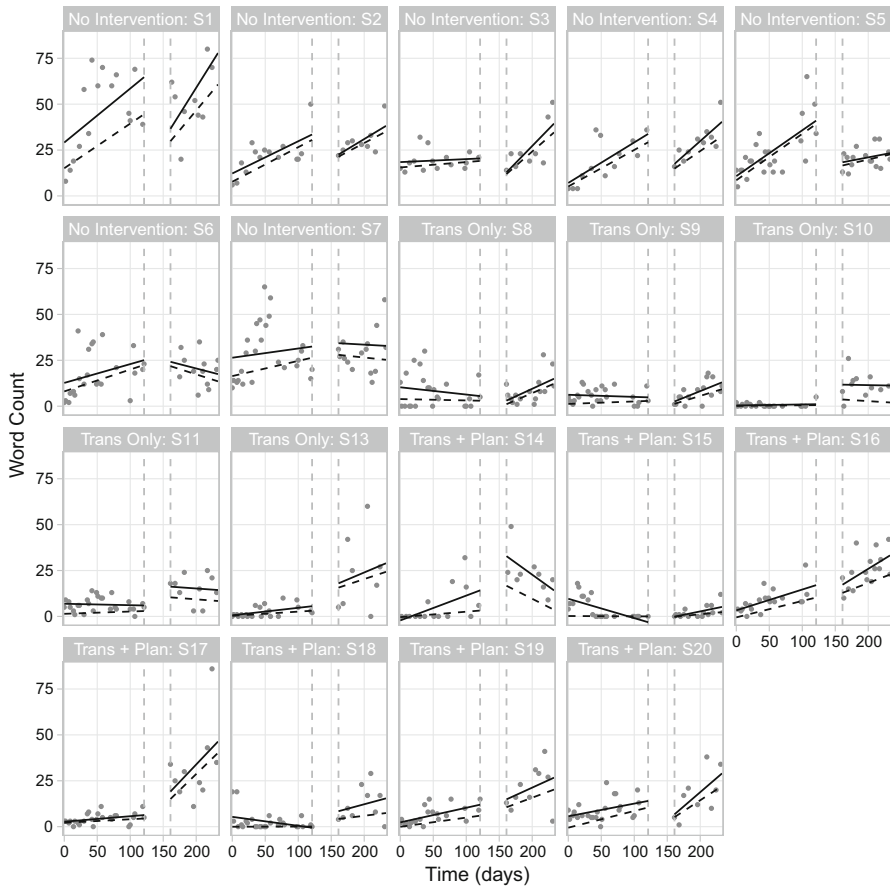 No Intervention: S1 No Intervention: S2 No Intervention: S3 No Intervention: S4 No Intervention: S5
75
50
25
0
No Intervention: S6 No Intervention: S7 Trans Only: S8 Trans Only: S9 Trans Only: S10
75
50
25
0
Word Count
Trans Only: S11 Trans Only: S13 Trans + Plan: S14 Trans + Plan: S15 Trans + Plan: S16
75
50
25
0
0 50 100 150 200
Trans + Plan: S17 Trans + Plan: S18 Trans + Plan: S19 Trans + Plan: S20
75
50
25
0
0 50 100 150 200 0 50 100 150 200 0 50 100 150 200 0 50 100 150 200
Time (days)